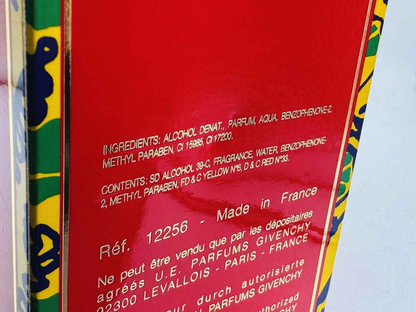 INGREDIENTS: ALCOHOL DENAT., PARFUM, AQUA, BENZOPHENONE-2,
METHYL PARABEN, CI 15985, CI 17200.
CONTENTS: SD ALCOHOL 39-C, FRAGRANCE, WATER, BENZOPHENONE-
2, METHYL PARABEN, FD & C YELLOW N°6, D & C RED N°33.
Réf. 12256 - Made in France
Ne peut être vendu que par les dépositaires
agréés U.E. PARFUMS GIVENCHY
92300 LEVALLOIS - PARIS - FRANCE
nur durch autorisierte
PARFUMS GIVENCHY
authorized